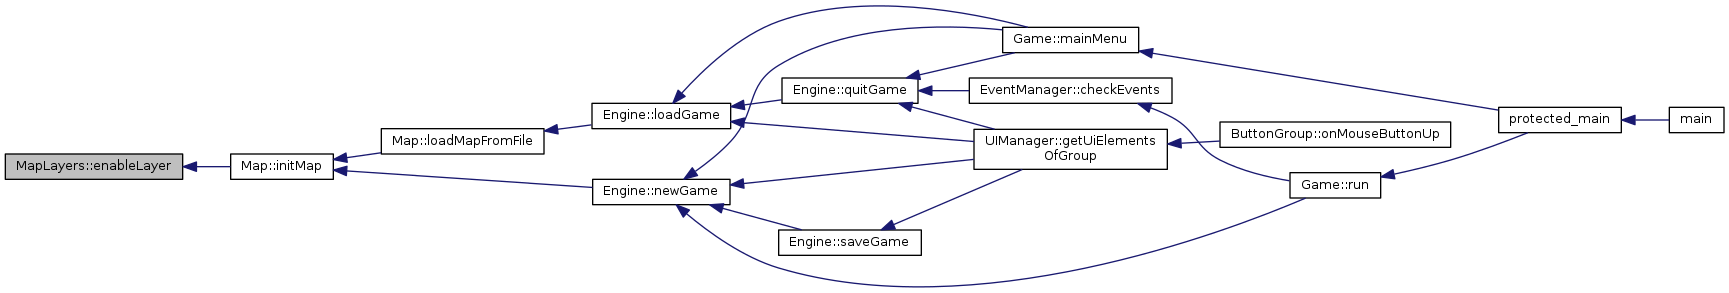 MapLayers::enableLayer
Map::initMap
Map::loadMapFromFile
Engine::loadGame
Engine::newGame
Engine::quitGame
Engine::saveGame
Game::mainMenu
EventManager::checkEvents
UIManager::getUiElements
OfGroup
ButtonGroup::onMouseButtonUp
Game::run
protected_main
main